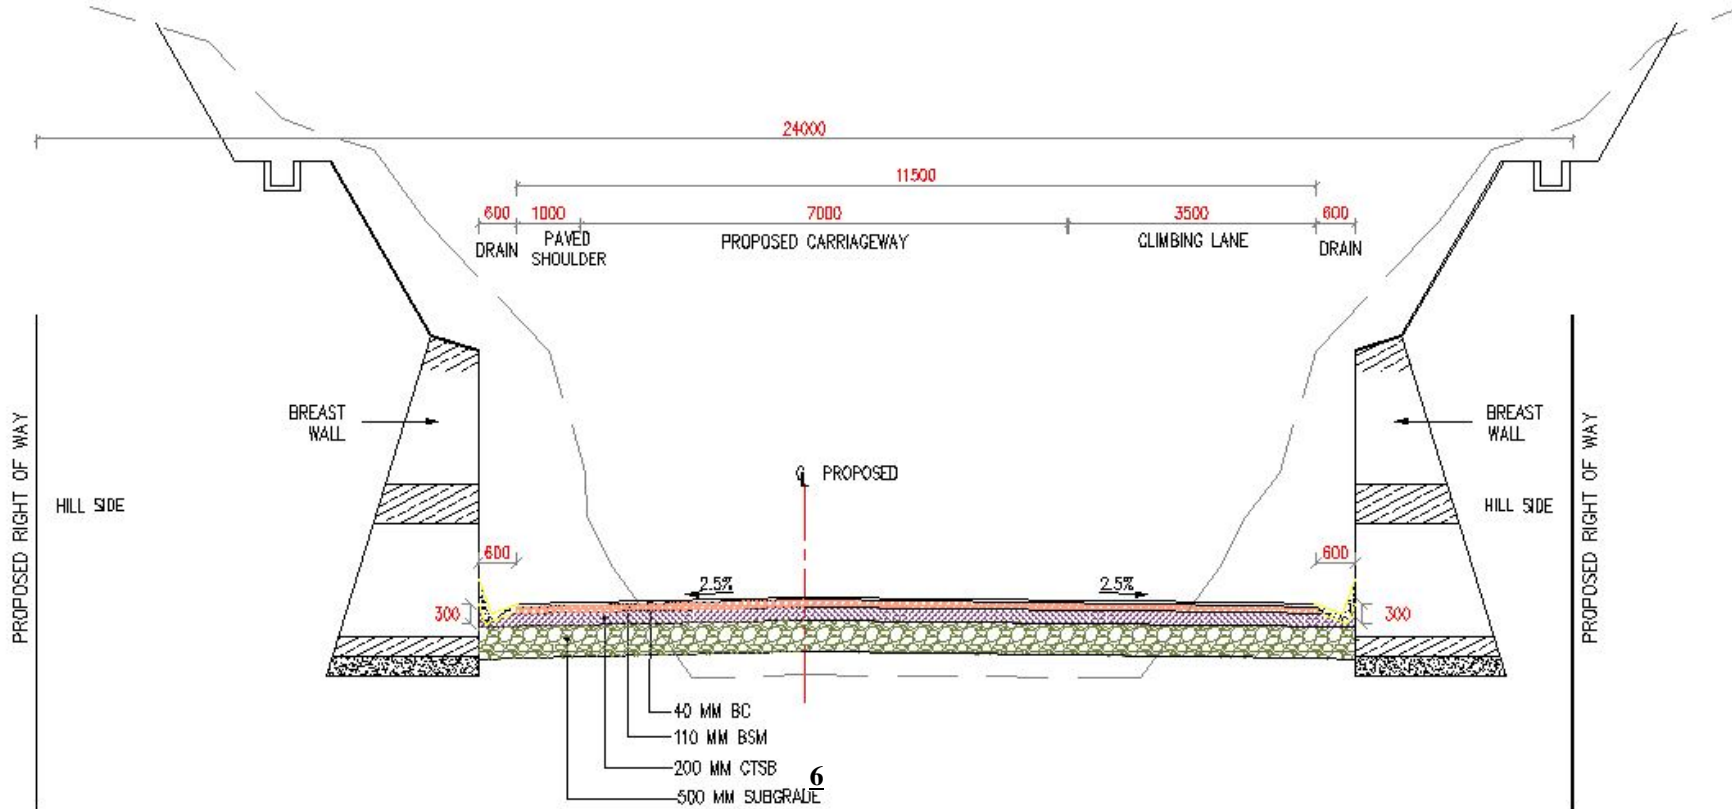 24000
11500
600 1000 7000 3500 600
DRAIN PAVED SHOULDER PROPOSED CARRIAGEWAY CLIMBING LANE DRAIN
BREAST
WALL
BREAST
WALL
PROPOSED RIGHT OF WAY
HILL SIDE
℄ PROPOSED
HILL SIDE
PROPOSED RIGHT OF WAY
600 600
2.5% 2.5%
300 300
40 MM BC
110 MM BSM
200 MM CTSB
6
500 MM SUBGRADE